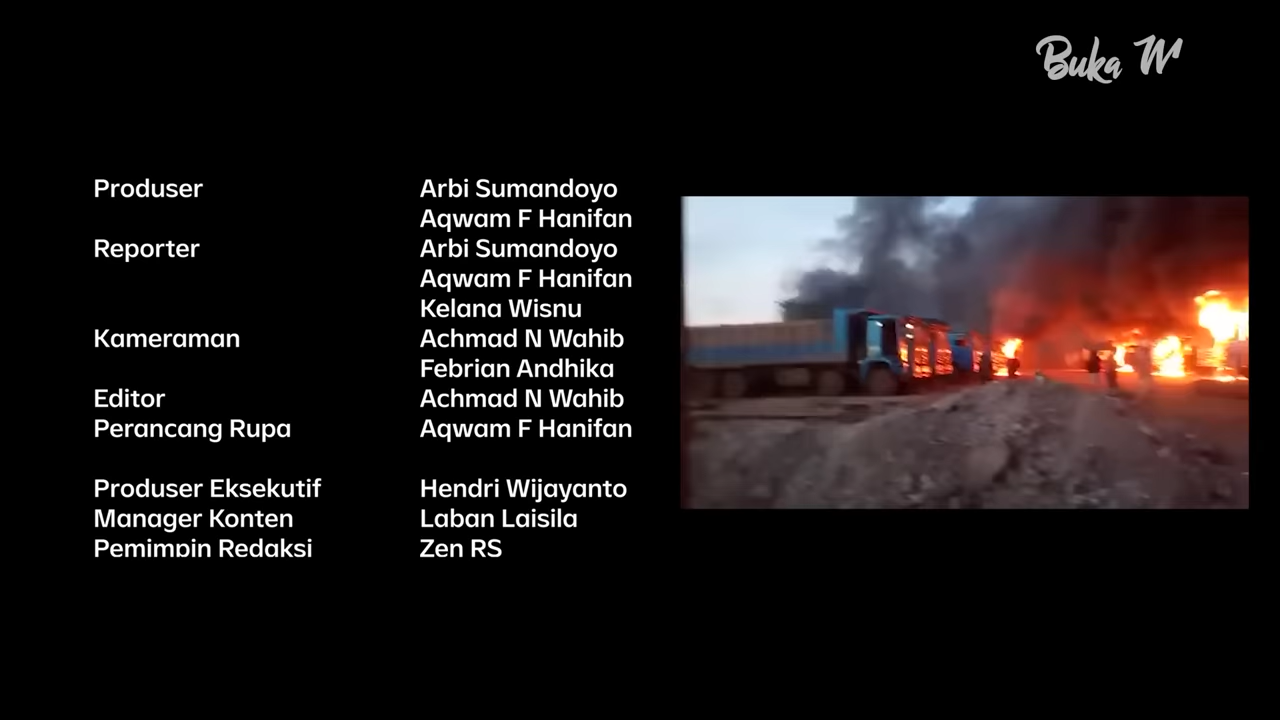 Buka M
Produser Arbi Sumandoyo
Aqwam F Hanifan
Reporter Arbi Sumandoyo
Aqwam F Hanifan
Kelana Wisnu
Kameraman Achmad N Wahib
Febrian Andhika
Editor Achmad N Wahib
Perancang Rupa Aqwam F Hanifan
Produser Eksekutif Hendri Wijayanto
Manager Konten Laban Laisila
Pemimpin Redaksi Zen RS